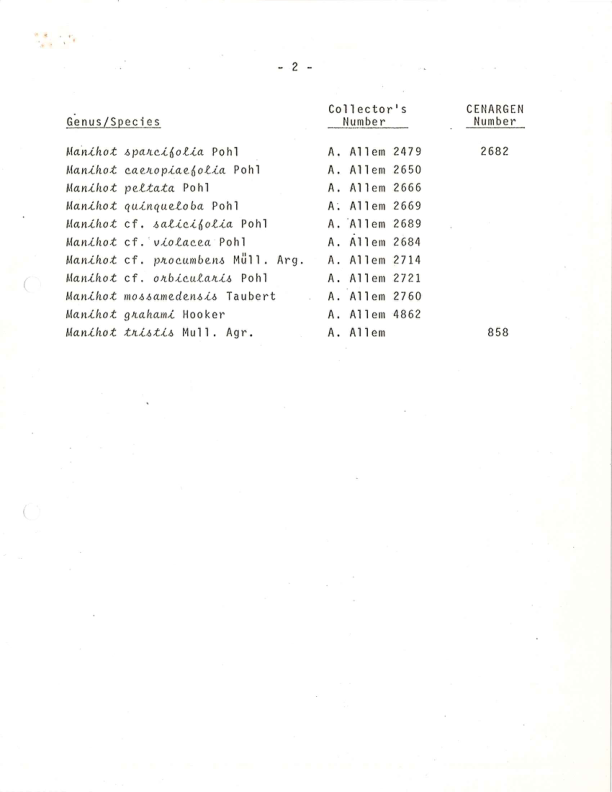 - 2 -
Collector's CENARGEN
Genus/Species Number Number
Manihot sparcifolia Pohl A. Allem 2479 2682
Manihot caeropiaefolia Pohl A. Allem 2650
Manihot peltata Pohl A. Allem 2666
Manihot quinqueloba Pohl A. Allem 2669
Manihot cf. salicifolia Pohl A. Allem 2689
Manihot cf. violacea Pohl A. Allem 2684
Manihot cf. procumbens Müll. Arg. A. Allem 2714
Manihot cf. orbicularis Pohl A. Allem 2721
Manihot mossamedensis Taubert A. Allem 2760
Manihot grahami Hooker A. Allem 4862
Manihot tristis Mull. Agr. A. Allem 858